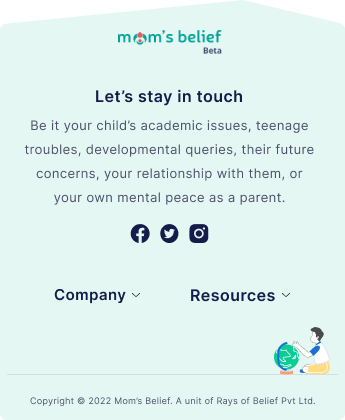 mom's belief
Beta
Let's stay in touch
Be it your child's academic issues, teenage
troubles, developmental queries, their future
concerns, your relationship with them, or
your own mental peace as a parent.
Company
Resources
Copyright © 2022 Mom's Belief. A unit of Rays of Belief Pvt Ltd.